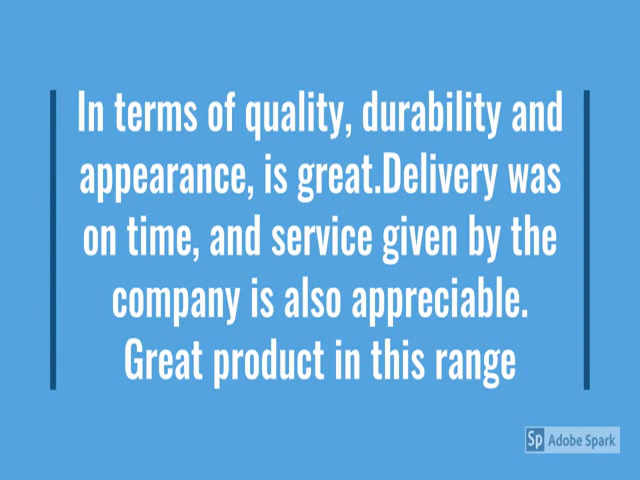 In terms of quality, durability and
appearance, is great.Delivery was
on time, and service given by the
company is also appreciable.
Great product in this range
Sp Adobe Spark